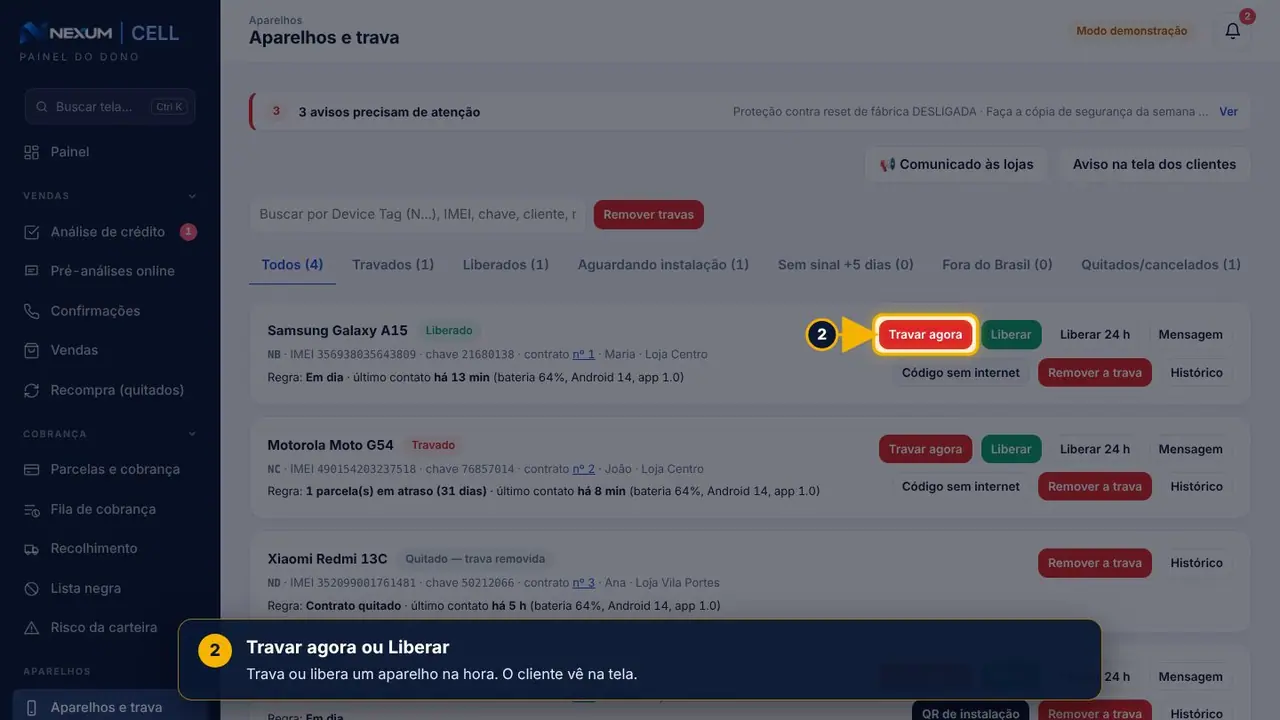 NEXUM | CELL
PAINEL DO DONO
Buscar tela... Ctrl K
Painel
VENDAS
Análise de crédito 1
Pré-análises online
Confirmações
Vendas
Recompra (quitados)
COBRANÇA
Parcelas e cobrança
Fila de cobrança
Recolhimento
Lista negra
Risco da carteira
APARELHOS
Aparelhos e trava
Aparelhos
Aparelhos e trava
Modo demonstração
2
3 3 avisos precisam de atenção Proteção contra reset de fábrica DESLIGADA · Faça a cópia de segurança da semana ... Ver
📢 Comunicado às lojas Aviso na tela dos clientes
Buscar por Device Tag (N...), IMEI, chave, cliente, r Remover travas
Todos (4) Travados (1) Liberados (1) Aguardando instalação (1) Sem sinal +5 dias (0) Fora do Brasil (0) Quitados/cancelados (1)
Samsung Galaxy A15 Liberado
NB · IMEI 356938035643809 · chave 21680138 · contrato nº 1 · Maria · Loja Centro
Regra: Em dia · último contato há 13 min (bateria 64%, Android 14, app 1.0)
2 Travar agora Liberar Liberar 24 h Mensagem
Código sem internet Remover a trava Histórico
Motorola Moto G54 Travado
NC · IMEI 490154203237518 · chave 76857014 · contrato nº 2 · João · Loja Centro
Regra: 1 parcela(s) em atraso (31 dias) · último contato há 8 min (bateria 64%, Android 14, app 1.0)
Travar agora Liberar Liberar 24 h Mensagem
Código sem internet Remover a trava Histórico
Xiaomi Redmi 13C Quitado — trava removida
ND · IMEI 352099001761481 · chave 50212066 · contrato nº 3 · Ana · Loja Vila Portes
Regra: Contrato quitado · último contato há 5 h (bateria 64%, Android 14, app 1.0)
Remover a trava Histórico
24 h Mensagem
2 Travar agora ou Liberar
Trava ou libera um aparelho na hora. O cliente vê na tela.
Regra: Em dia
QR de instalação Remover a trava Histórico